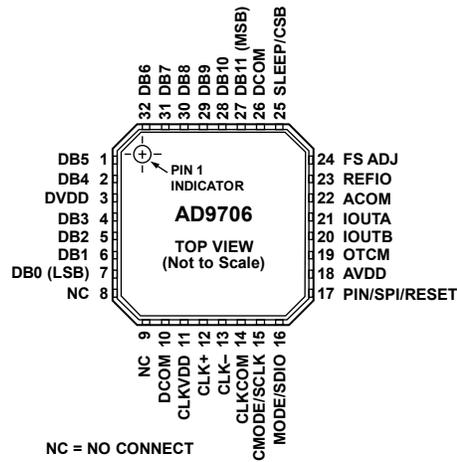 32 DB6
31 DB7
30 DB8
29 DB9
28 DB10
27 DB11 (MSB)
26 DCOM
25 SLEEP/CSB
DB5 1
DB4 2
DVDD 3
DB3 4
DB2 5
DB1 6
DB0 (LSB) 7
NC 8
PIN 1
INDICATOR
AD9706
TOP VIEW
(Not to Scale)
24 FS ADJ
23 REFIO
22 ACOM
21 IOUTA
20 IOUTB
19 OTCM
18 AVDD
17 PIN/SPI/RESET
NC 9
DCOM 10
CLKVDD 11
CLK+ 12
CLK– 13
CLKCOM 14
CMODE/SCLK 15
MODE/SDIO 16
NC = NO CONNECT